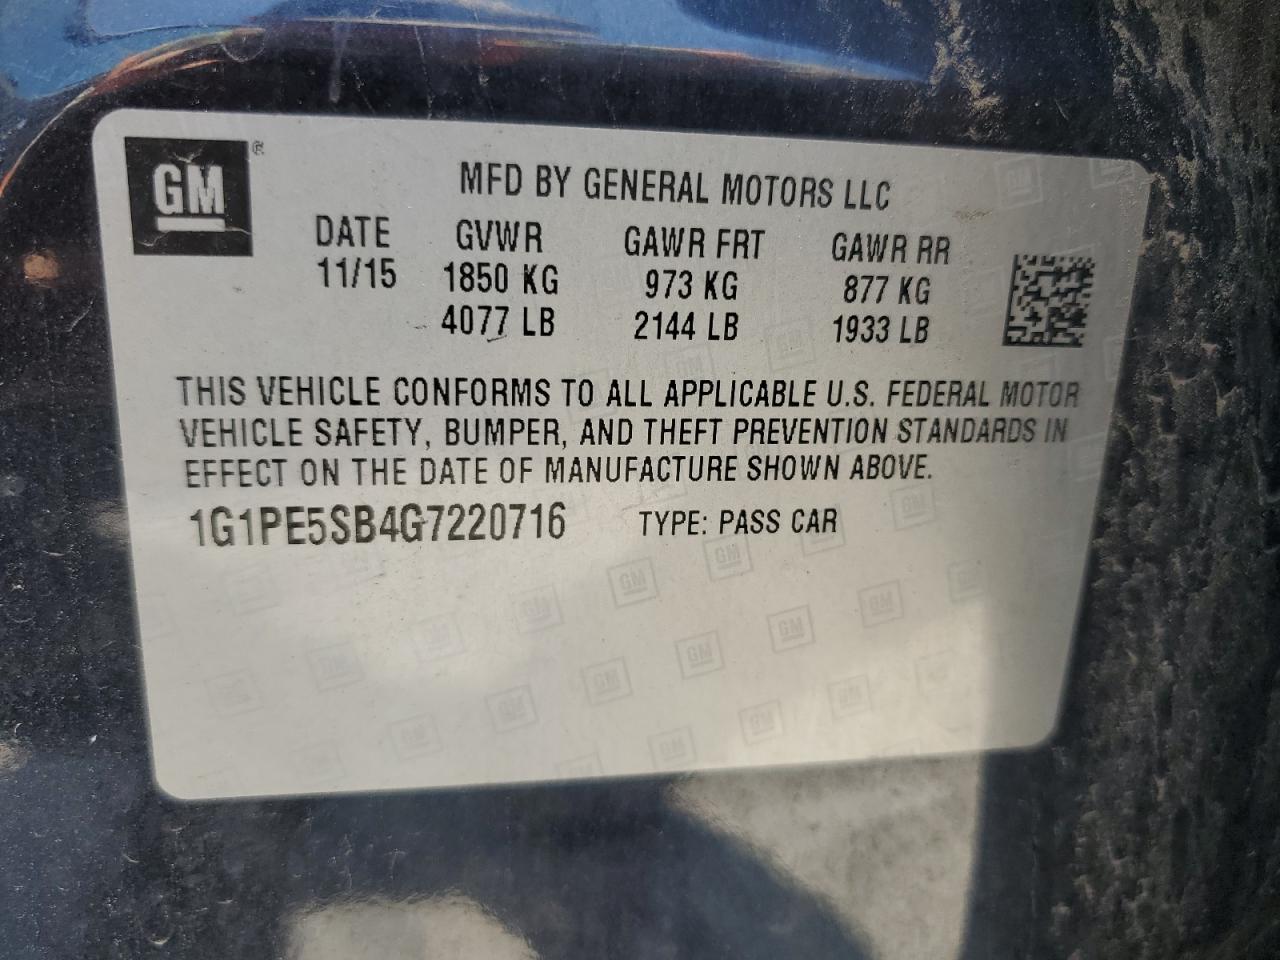 GM®
MFD BY GENERAL MOTORS LLC
DATE GVWR GAWR FRT GAWR RR
11/15 1850 KG 973 KG 877 KG
4077 LB 2144 LB 1933 LB
THIS VEHICLE CONFORMS TO ALL APPLICABLE U.S. FEDERAL MOTOR
VEHICLE SAFETY, BUMPER, AND THEFT PREVENTION STANDARDS IN
EFFECT ON THE DATE OF MANUFACTURE SHOWN ABOVE.
1G1PE5SB4G7220716 TYPE: PASS CAR